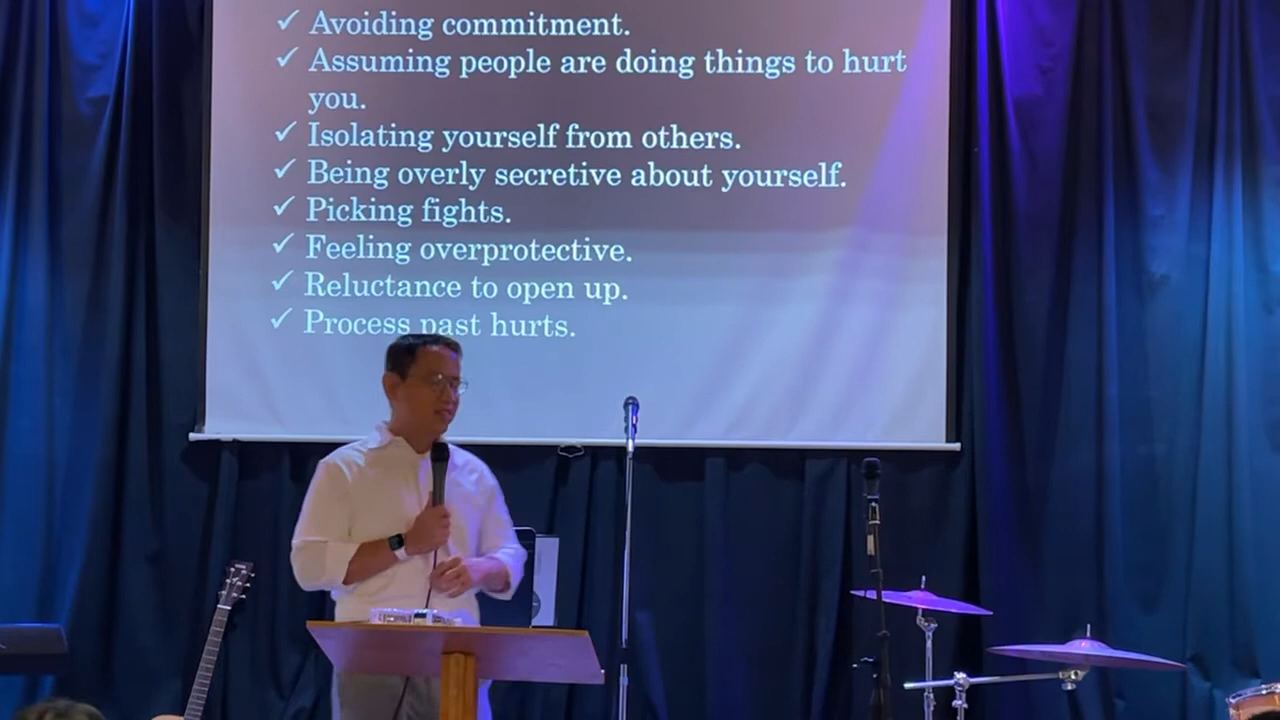 ✓ Avoiding commitment.
✓ Assuming people are doing things to hurt
you.
✓ Isolating yourself from others.
✓ Being overly secretive about yourself.
✓ Picking fights.
✓ Feeling overprotective.
✓ Reluctance to open up.
✓ Process past hurts.